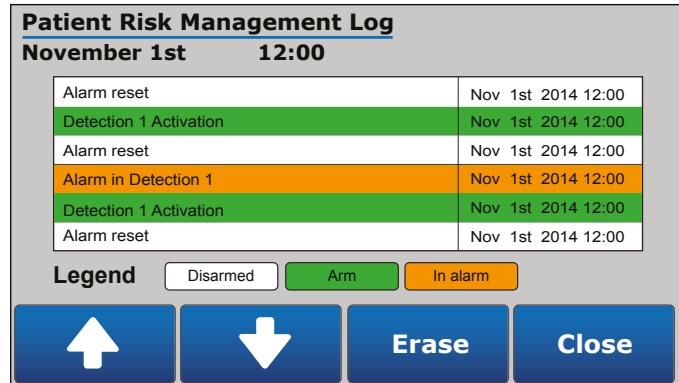 Patient Risk Management Log
November 1st 12:00
Alarm reset Nov 1st 2014 12:00
Detection 1 Activation Nov 1st 2014 12:00
Alarm reset Nov 1st 2014 12:00
Alarm in Detection 1 Nov 1st 2014 12:00
Detection 1 Activation Nov 1st 2014 12:00
Alarm reset Nov 1st 2014 12:00
Legend Disarmed Arm In alarm
Erase Close